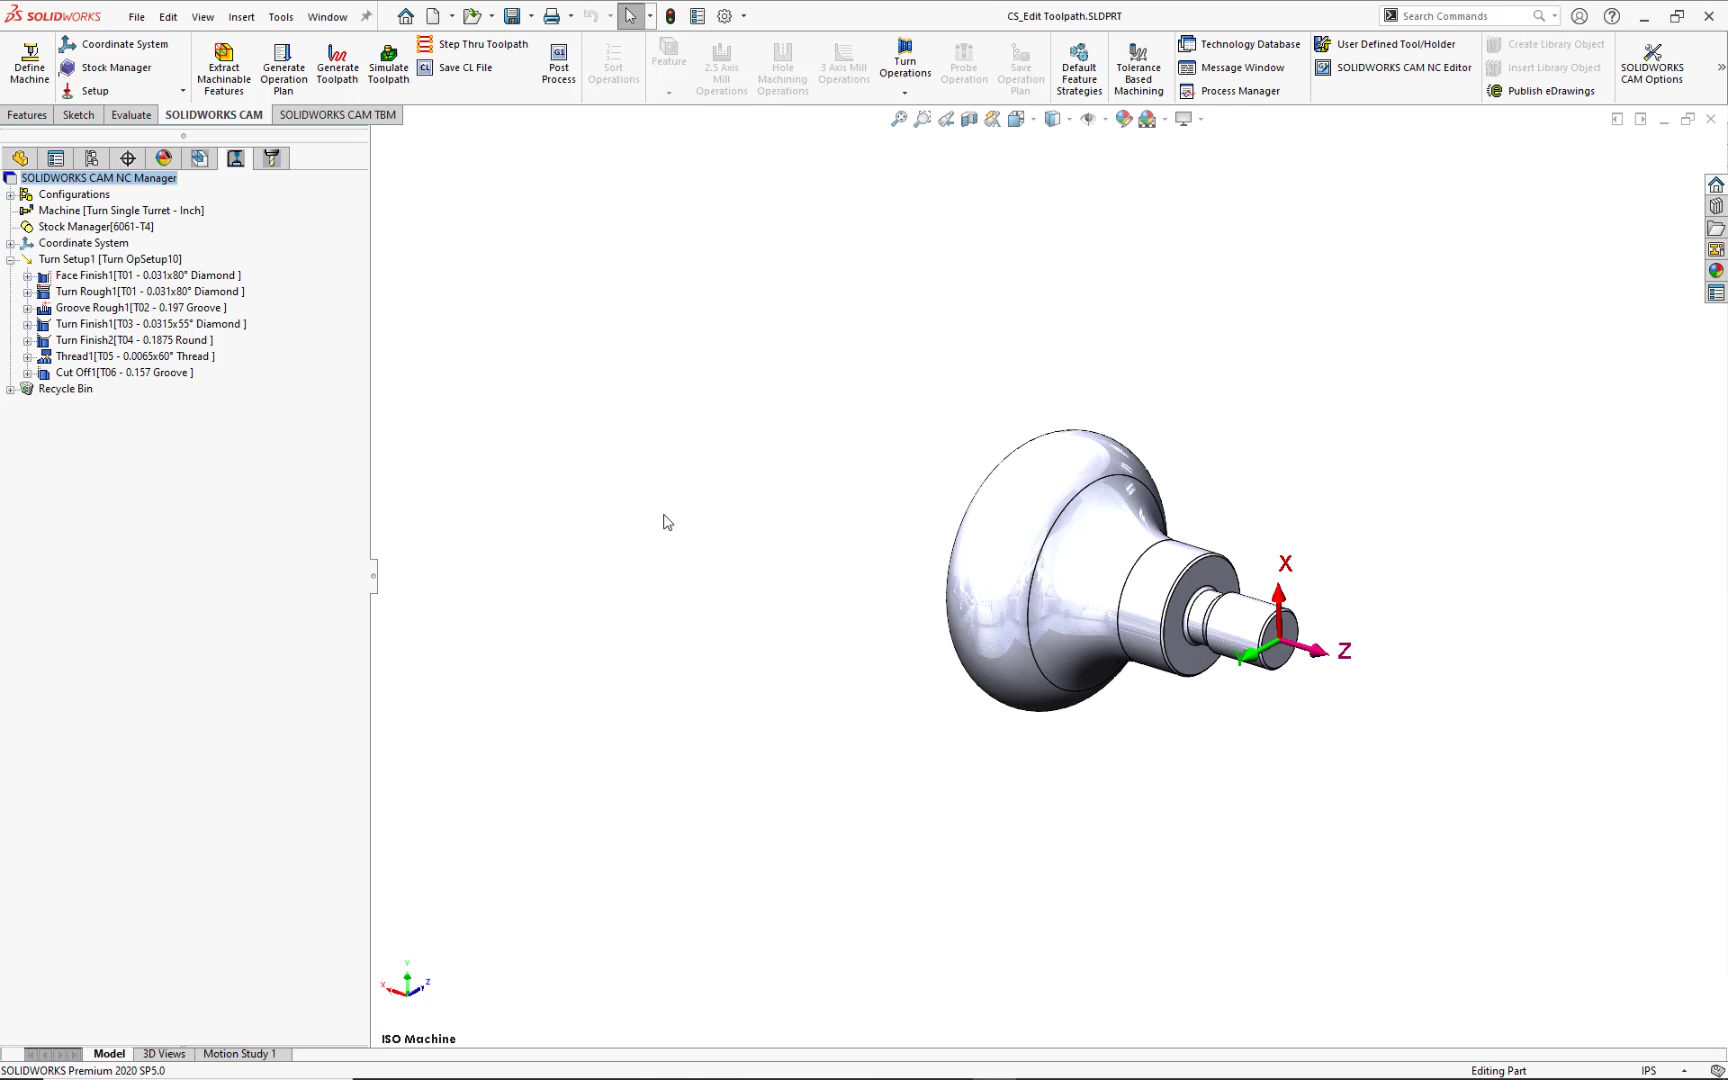 SOLIDWORKS File Edit View Insert Tools Window CS_Edit Toolpath.SLDPRT Search Commands
Define Machine
Coordinate System
Stock Manager
Setup
Extract Machinable Features
Generate Operation Plan
Generate Toolpath
Simulate Toolpath
Step Thru Toolpath
CL Save CL File
G1 Post Process
Sort Operations
Feature
2.5 Axis Mill Operations
Hole Machining Operations
3 Axis Mill Operations
Turn Operations
Probe Operation
Save Operation Plan
Default Feature Strategies
Tolerance Based Machining
Technology Database
Message Window
Process Manager
User Defined Tool/Holder
SOLIDWORKS CAM NC Editor
Create Library Object
Insert Library Object
Publish eDrawings
SOLIDWORKS CAM Options
Features Sketch Evaluate SOLIDWORKS CAM SOLIDWORKS CAM TBM
SOLIDWORKS CAM NC Manager
Configurations
Machine [Turn Single Turret - Inch]
Stock Manager[6061-T4]
Coordinate System
Turn Setup1 [Turn OpSetup10]
Face Finish1[T01 - 0.031x80° Diamond ]
Turn Rough1[T01 - 0.031x80° Diamond ]
Groove Rough1[T02 - 0.197 Groove ]
Turn Finish1[T03 - 0.0315x55° Diamond ]
Turn Finish2[T04 - 0.1875 Round ]
Thread1[T05 - 0.0065x60° Thread ]
Cut Off1[T06 - 0.157 Groove ]
Recycle Bin
X
Z
Y
X
Z
ISO Machine
Model 3D Views Motion Study 1
SOLIDWORKS Premium 2020 SP5.0 Editing Part IPS